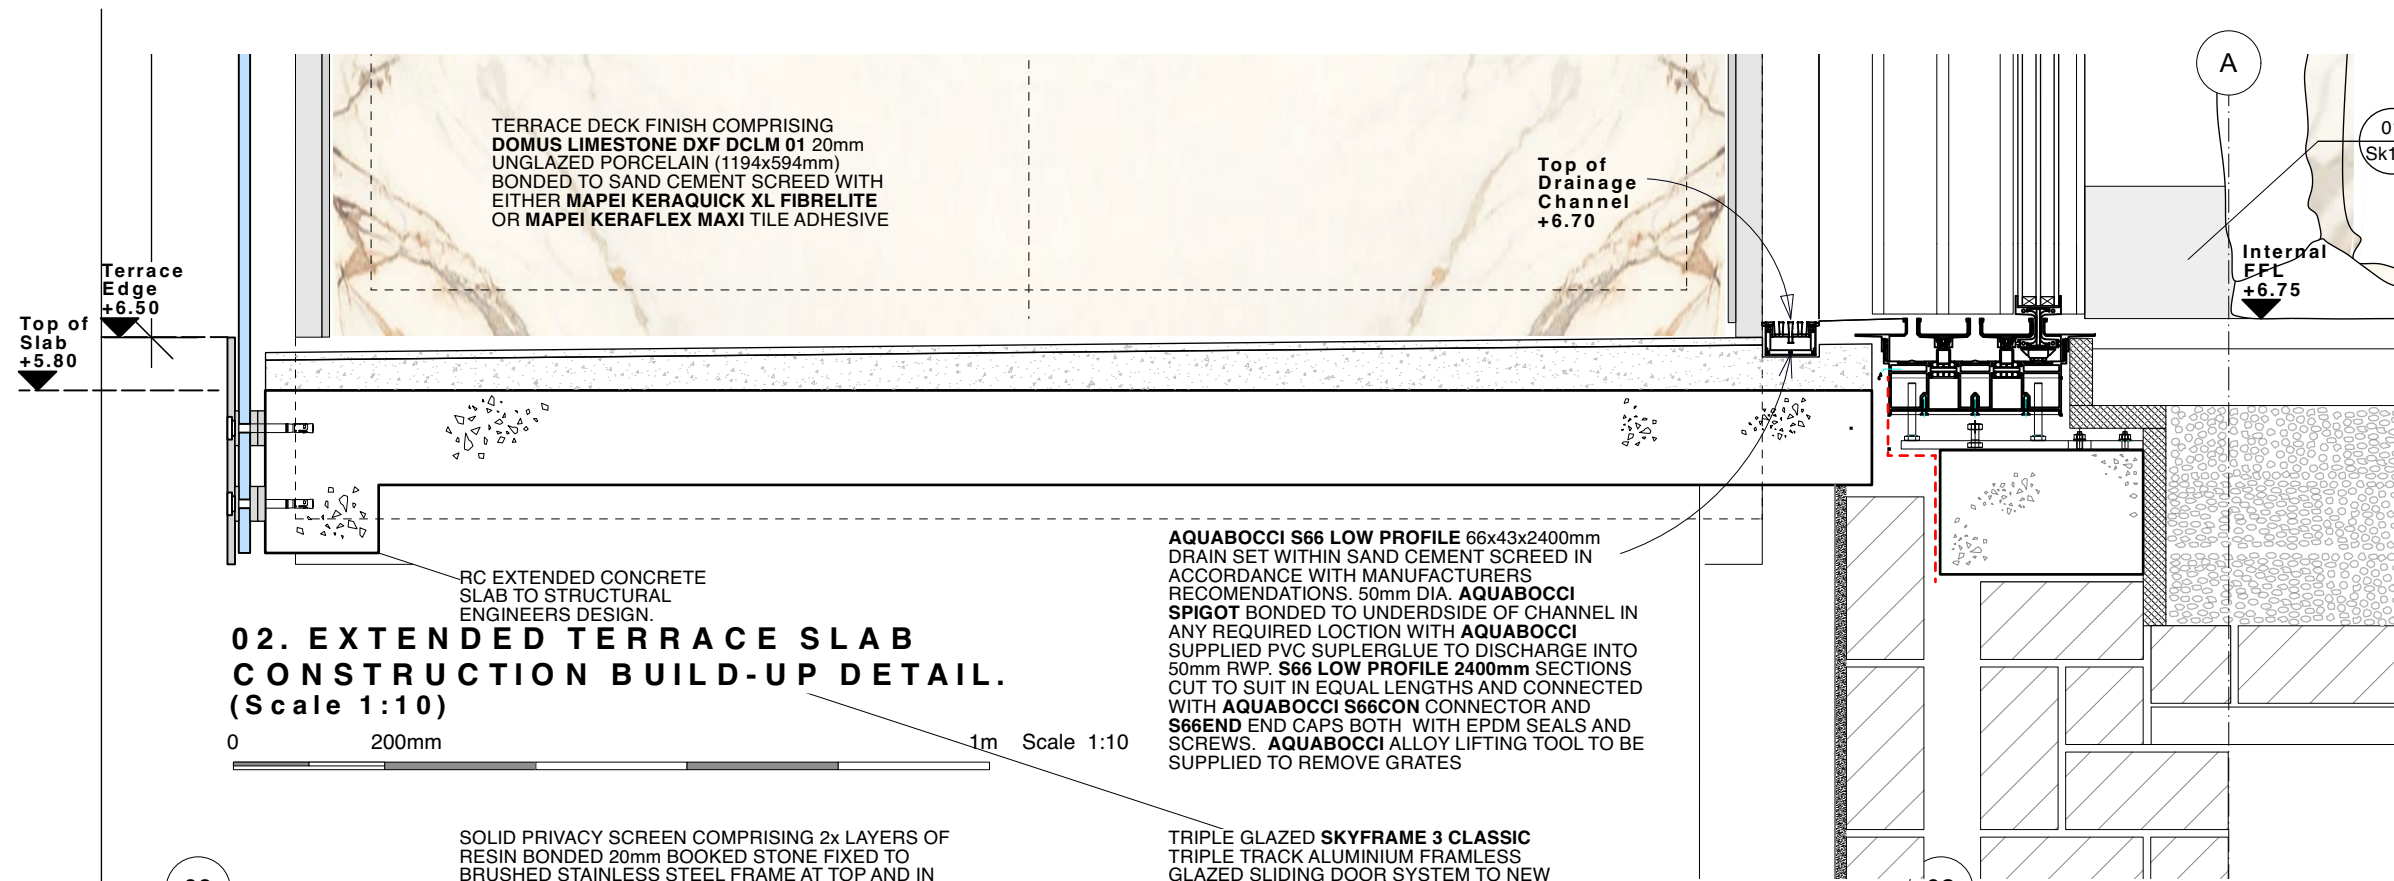 A
0
Sk1
TERRACE DECK FINISH COMPRISING
DOMUS LIMESTONE DXF DCLM 01 20mm
UNGLAZED PORCELAIN (1194x594mm)
BONDED TO SAND CEMENT SCREED WITH
EITHER MAPEI KERAQUICK XL FIBRELITE
OR MAPEI KERAFLEX MAXI TILE ADHESIVE
Top of
Drainage
Channel
+6.70
Internal
FFL
+6.75
Terrace
Edge
+6.50
Top of
Slab
+5.80
RC EXTENDED CONCRETE
SLAB TO STRUCTURAL
ENGINEERS DESIGN.
02. EXTENDED TERRACE SLAB
CONSTRUCTION BUILD-UP DETAIL.
(Scale 1:10)
0 200mm 1m Scale 1:10
AQUABOCCI S66 LOW PROFILE 66x43x2400mm
DRAIN SET WITHIN SAND CEMENT SCREED IN
ACCORDANCE WITH MANUFACTURERS
RECOMENDATIONS. 50mm DIA. AQUABOCCI
SPIGOT BONDED TO UNDERDSIDE OF CHANNEL IN
ANY REQUIRED LOCTION WITH AQUABOCCI
SUPPLIED PVC SUPLERGLUE TO DISCHARGE INTO
50mm RWP. S66 LOW PROFILE 2400mm SECTIONS
CUT TO SUIT IN EQUAL LENGTHS AND CONNECTED
WITH AQUABOCCI S66CON CONNECTOR AND
S66END END CAPS BOTH WITH EPDM SEALS AND
SCREWS. AQUABOCCI ALLOY LIFTING TOOL TO BE
SUPPLIED TO REMOVE GRATES
SOLID PRIVACY SCREEN COMPRISING 2x LAYERS OF
RESIN BONDED 20mm BOOKED STONE FIXED TO
BRUSHED STAINLESS STEEL FRAME AT TOP AND IN
TRIPLE GLAZED SKYFRAME 3 CLASSIC
TRIPLE TRACK ALUMINIUM FRAMLESS
GLAZED SLIDING DOOR SYSTEM TO NEW